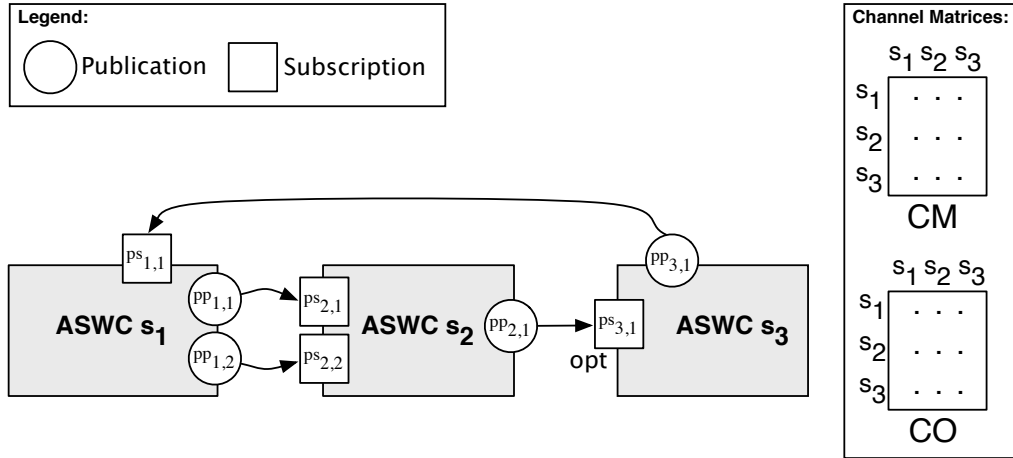 Legend:
Publication
Subscription
ps1,1
pp3,1
pp1,1
ps2,1
ASWC s1
ASWC s2
pp2,1
ps3,1
ASWC s3
pp1,2
ps2,2
opt
Channel Matrices:
s1 s2 s3
s1 . . .
s2 . . .
s3 . . .
CM
s1 s2 s3
s1 . . .
s2 . . .
s3 . . .
CO